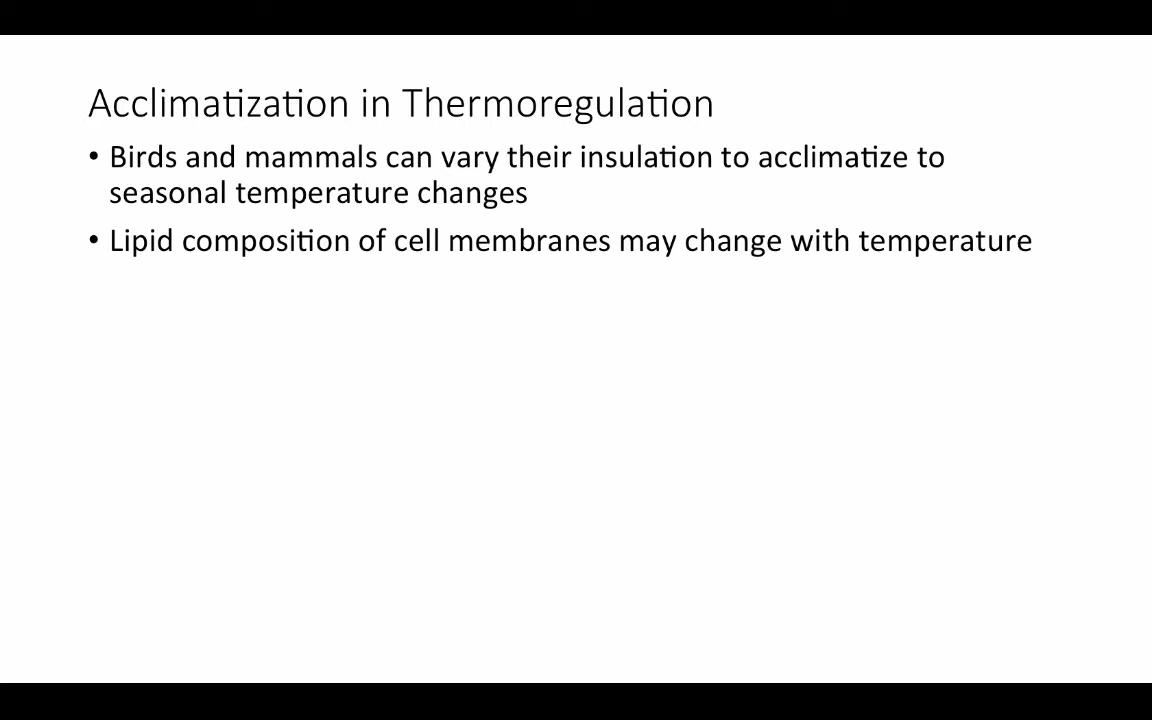 Acclimatization in Thermoregulation
• Birds and mammals can vary their insulation to acclimatize to
seasonal temperature changes
• Lipid composition of cell membranes may change with temperature